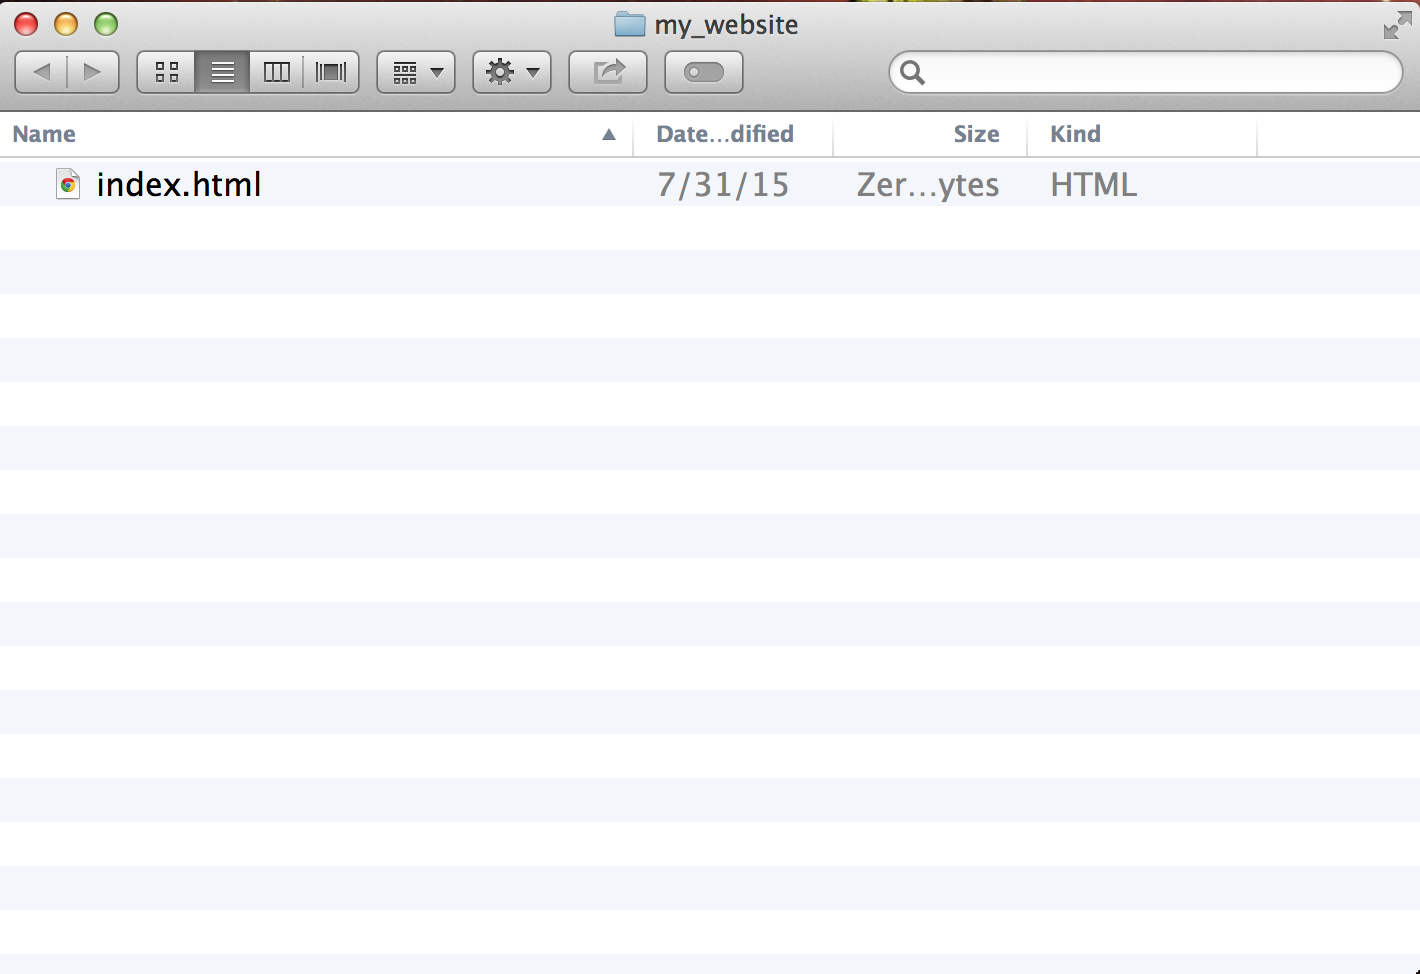 my_website
Name Date...dified Size Kind
index.html 7/31/15 Zer...ytes HTML